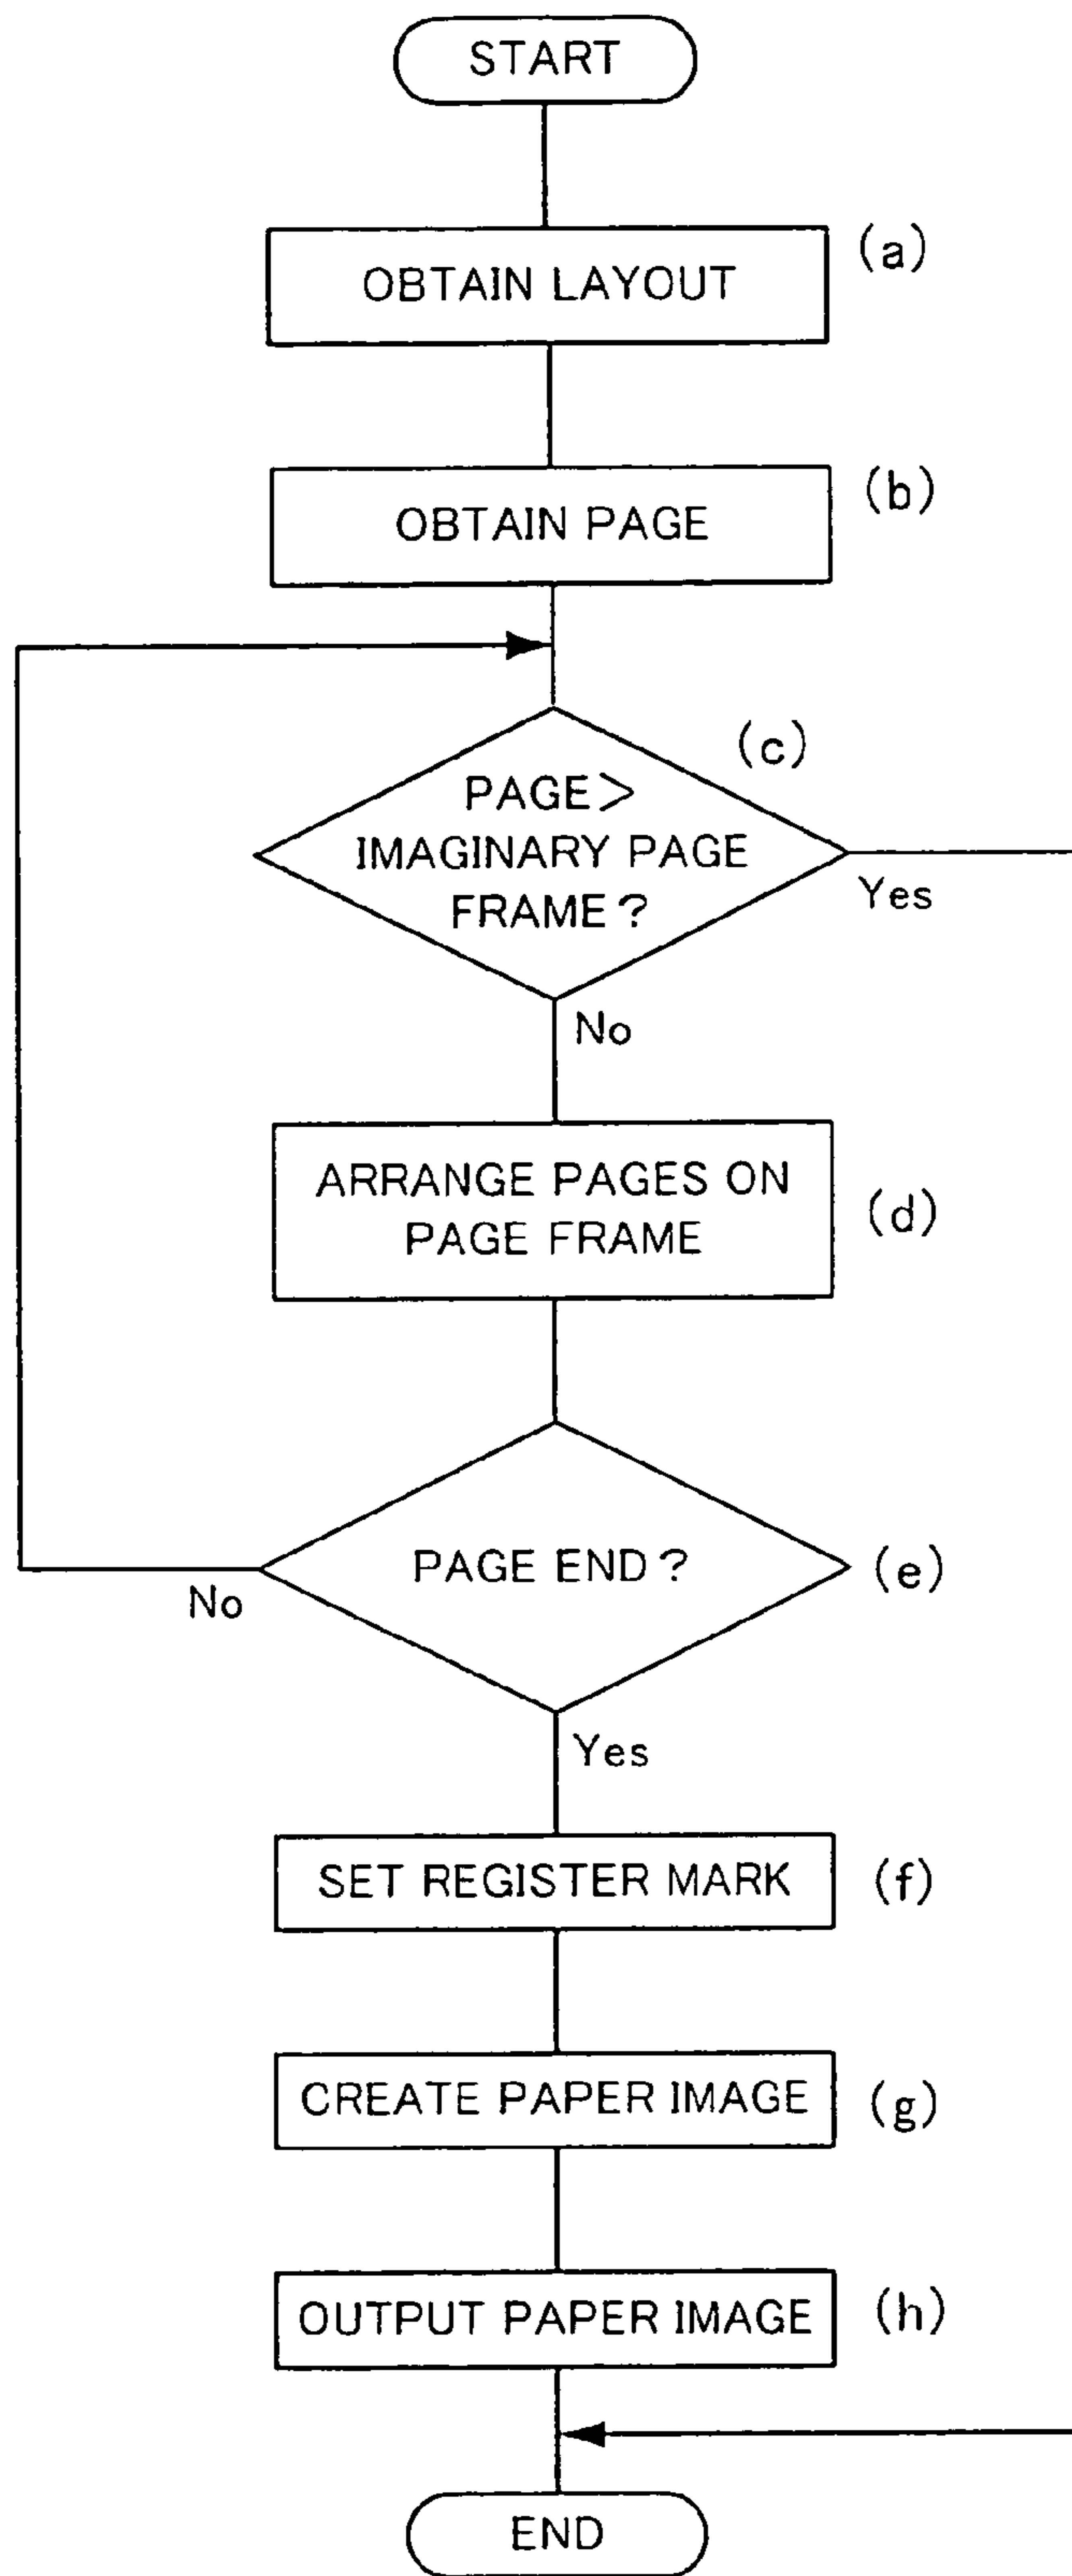 START
OBTAIN LAYOUT
(a)
OBTAIN PAGE
(b)
(c)
PAGE>
IMAGINARY PAGE
FRAME?
Yes
No
ARRANGE PAGES ON
PAGE FRAME
(d)
PAGE END?
(e)
No
Yes
SET REGISTER MARK
(f)
CREATE PAPER IMAGE
(g)
OUTPUT PAPER IMAGE
(h)
END